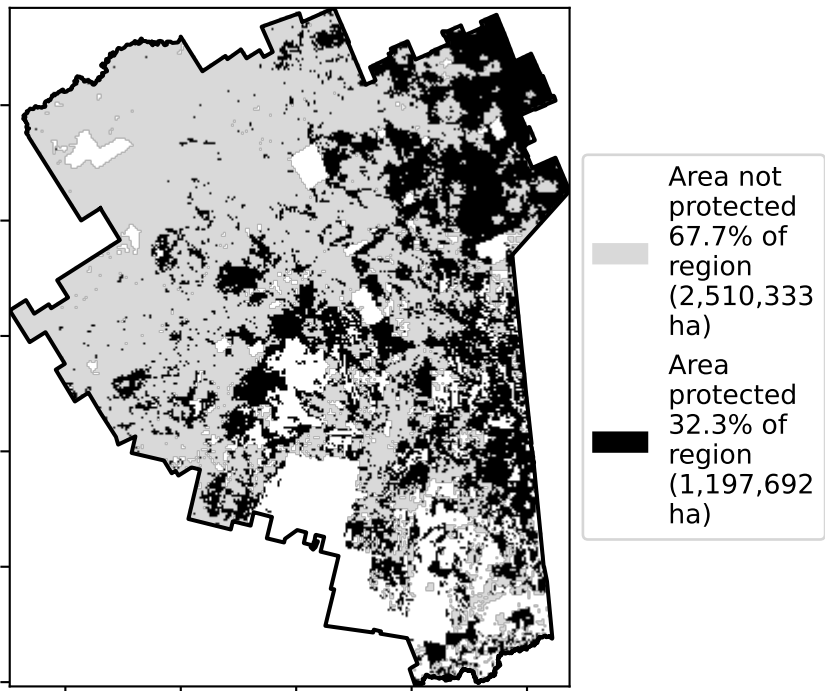 Area not
protected
67.7% of
region
(2,510,333
ha)
Area
protected
32.3% of
region
(1,197,692
ha)